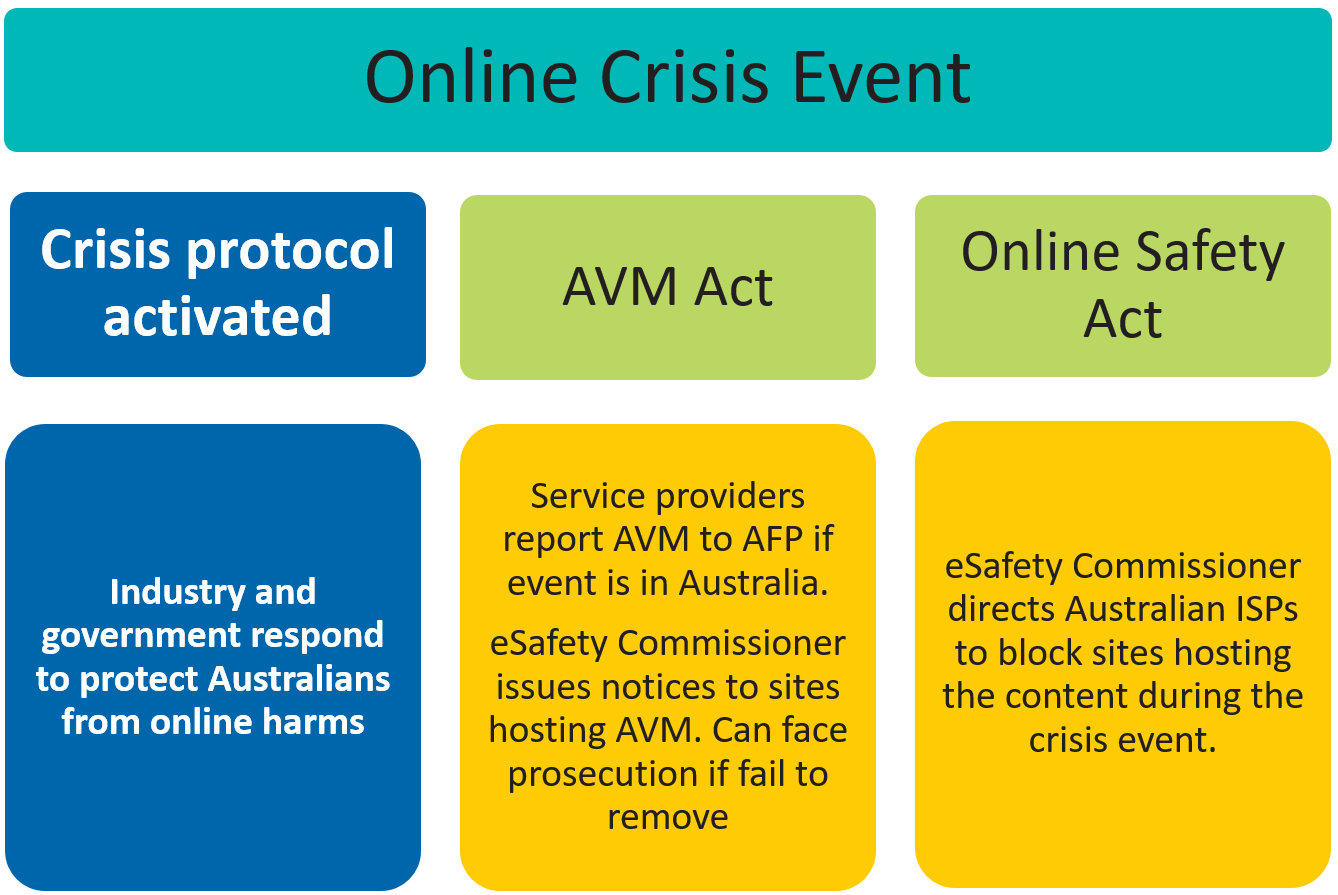 Online Crisis Event
Crisis protocol
activated
AVM Act
Online Safety
Act
Industry and
government respond
to protect Australians
from online harms
Service providers
report AVM to AFP if
event is in Australia.
eSafety Commissioner
issues notices to sites
hosting AVM. Can face
prosecution if fail to
remove
eSafety Commissioner
directs Australian ISPs
to block sites hosting
the content during the
crisis event.